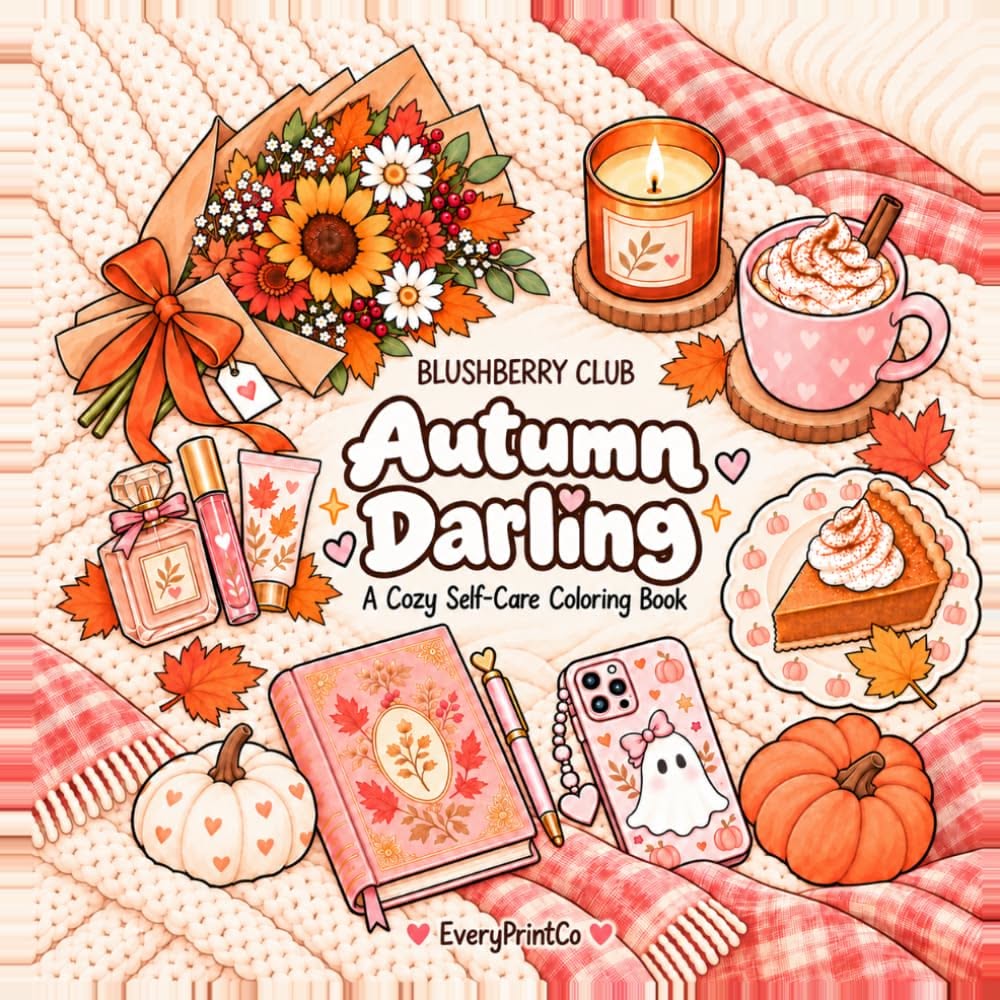 BLUSHBERRY CLUB
Autumn
Darling
A Cozy Self-Care Coloring Book
EveryPrintCo